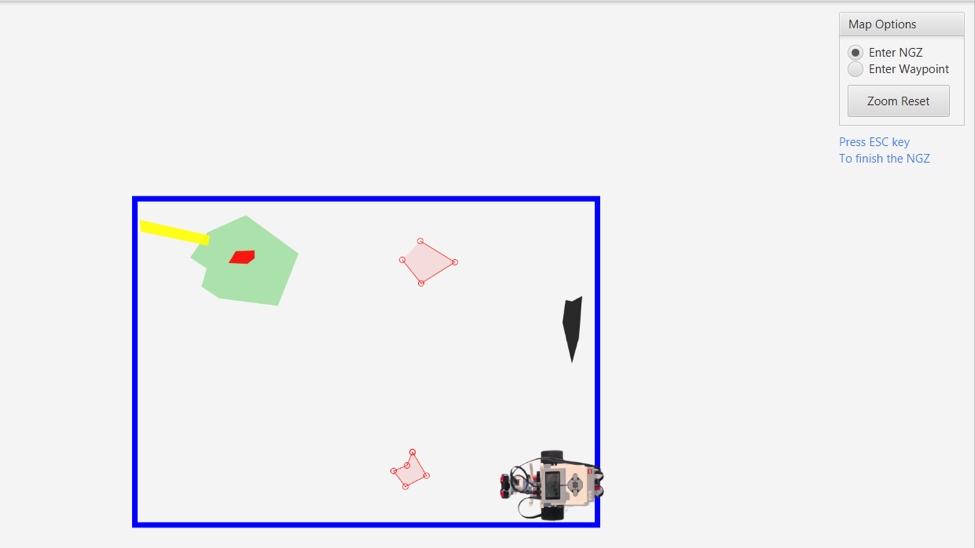 Map Options
Enter NGZ
Enter Waypoint
Zoom Reset
Press ESC key
To finish the NGZ